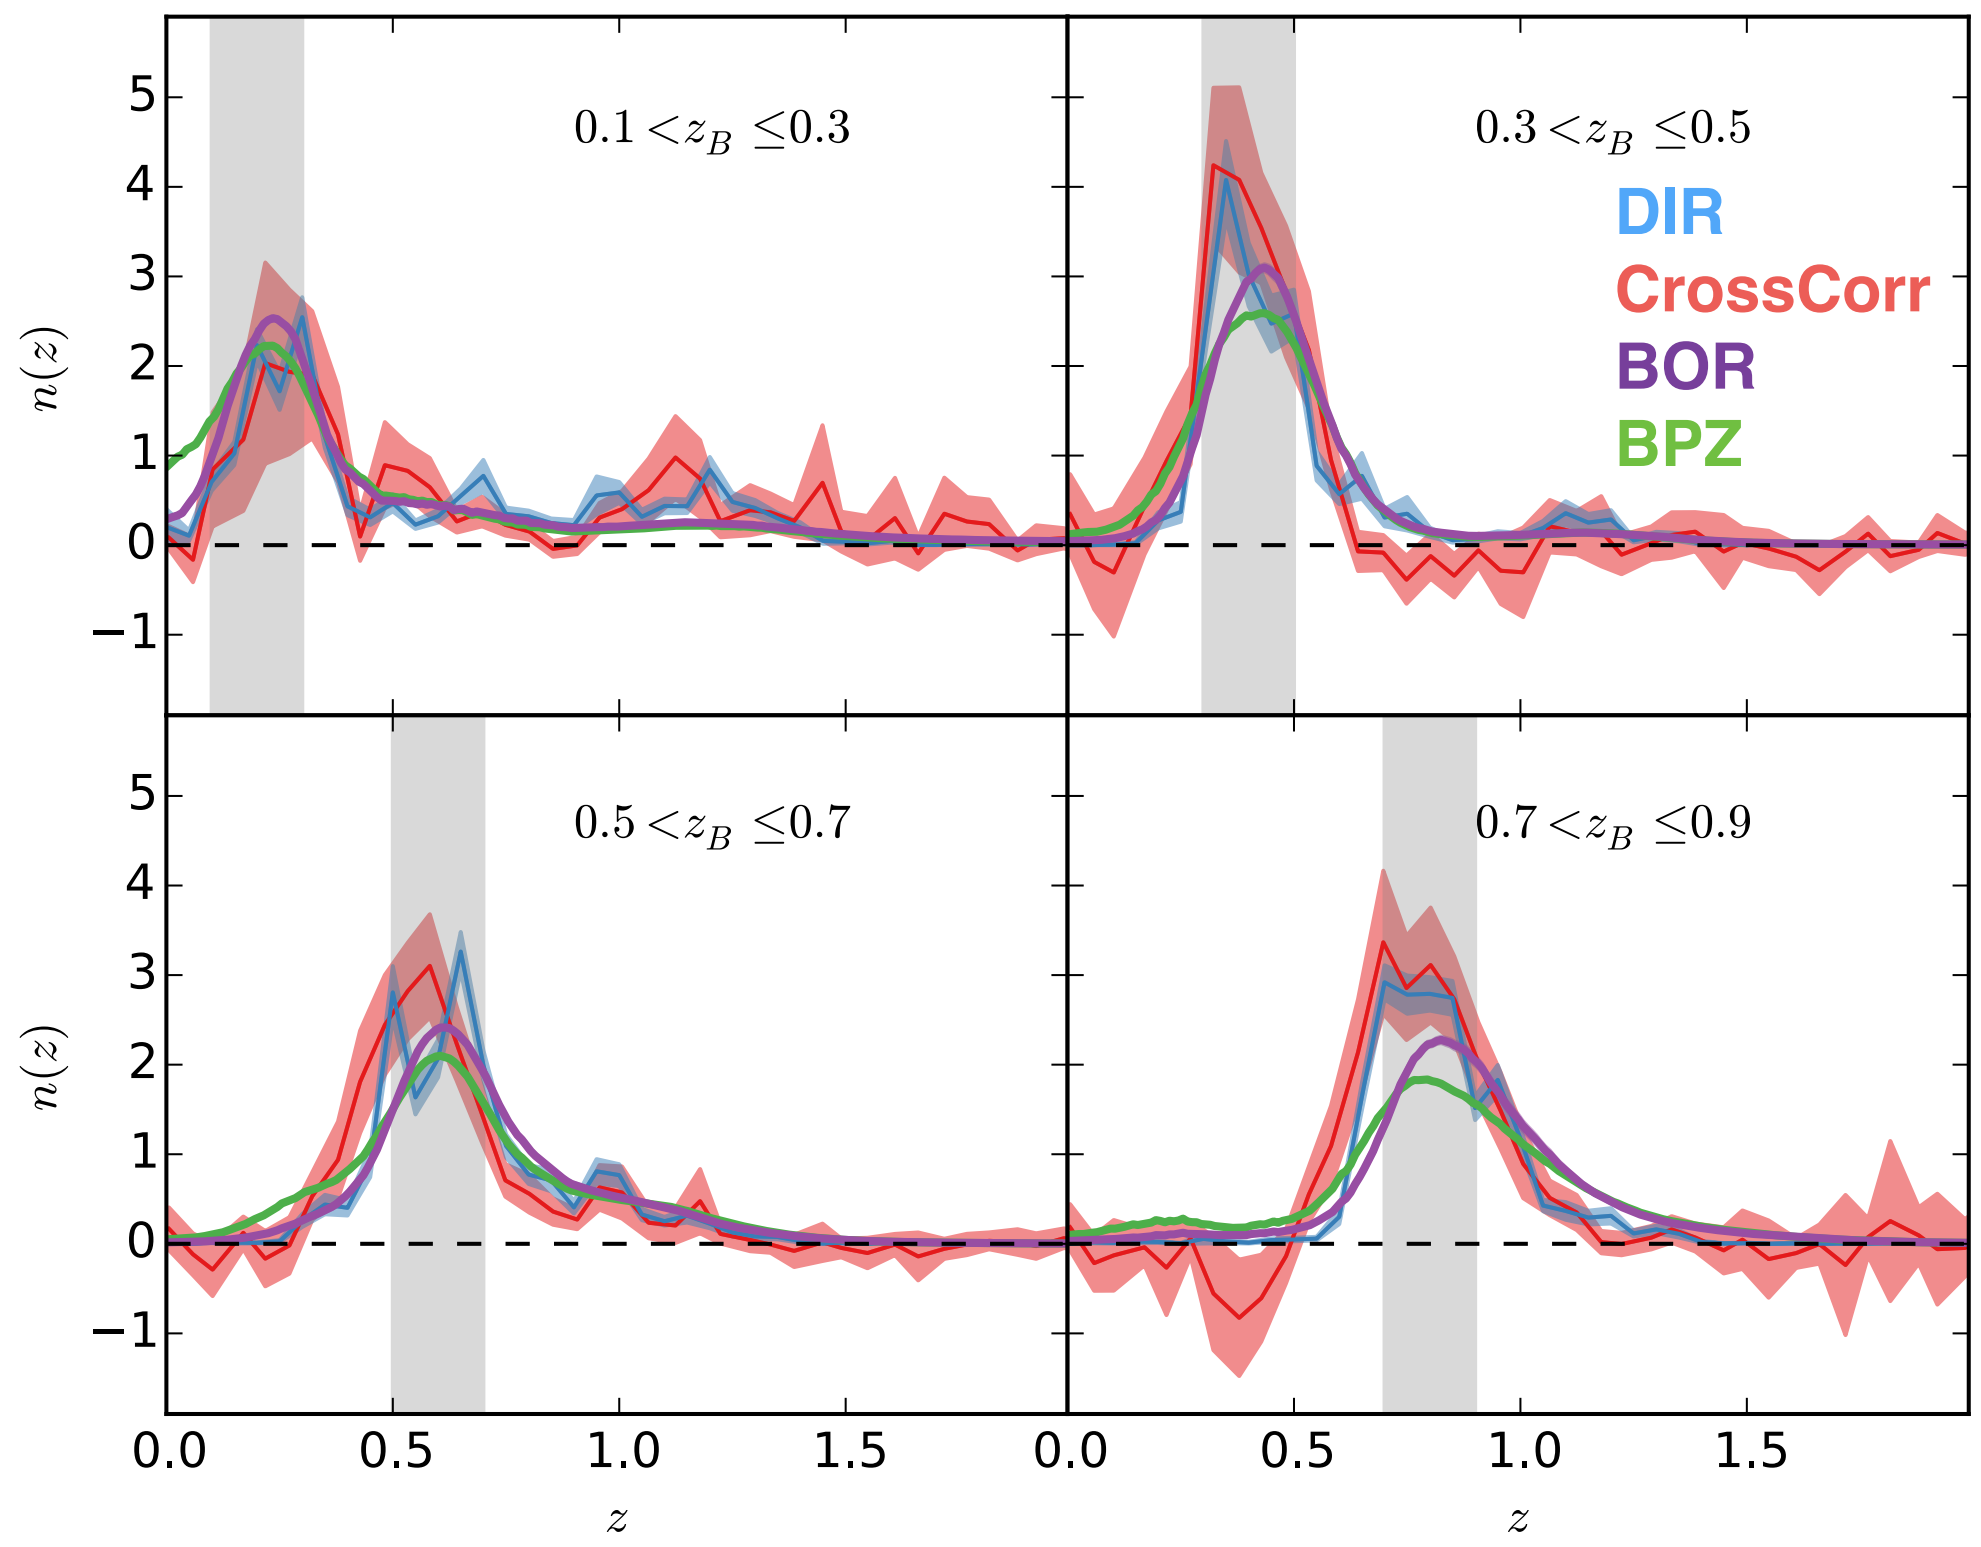 0.1 < z_B ≤ 0.3
0.3 < z_B ≤ 0.5
DIR
CrossCorr
BOR
BPZ
n(z)
5
4
3
2
1
0
−1
0.5 < z_B ≤ 0.7
0.7 < z_B ≤ 0.9
n(z)
5
4
3
2
1
0
−1
0.0 0.5 1.0 1.5 0.0 0.5 1.0 1.5
z z